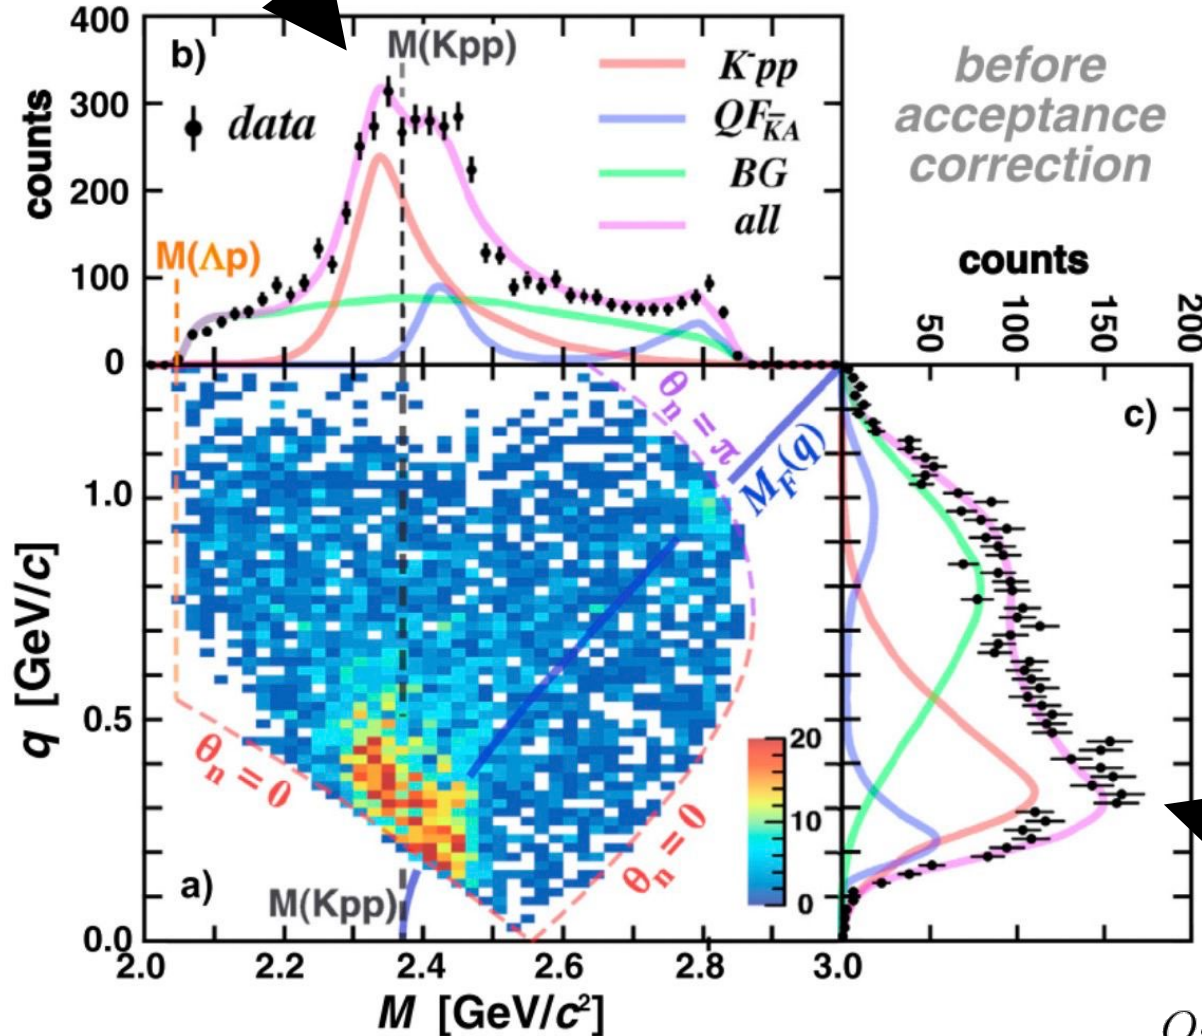 400
300
200
100
0
counts
b)
data
M(Kpp)
M(Λp)
K⁻pp
QF_K̅A
BG
all
before
acceptance
correction
counts
50
100
150
200
c)
1.0
0.5
0.0
q [GeV/c]
θₙ = π
M_F(q)
θₙ = 0
θₙ = 0
a)
M(Kpp)
20
10
0
2.0
2.2
2.4
2.6
2.8
3.0
M [GeV/c²]